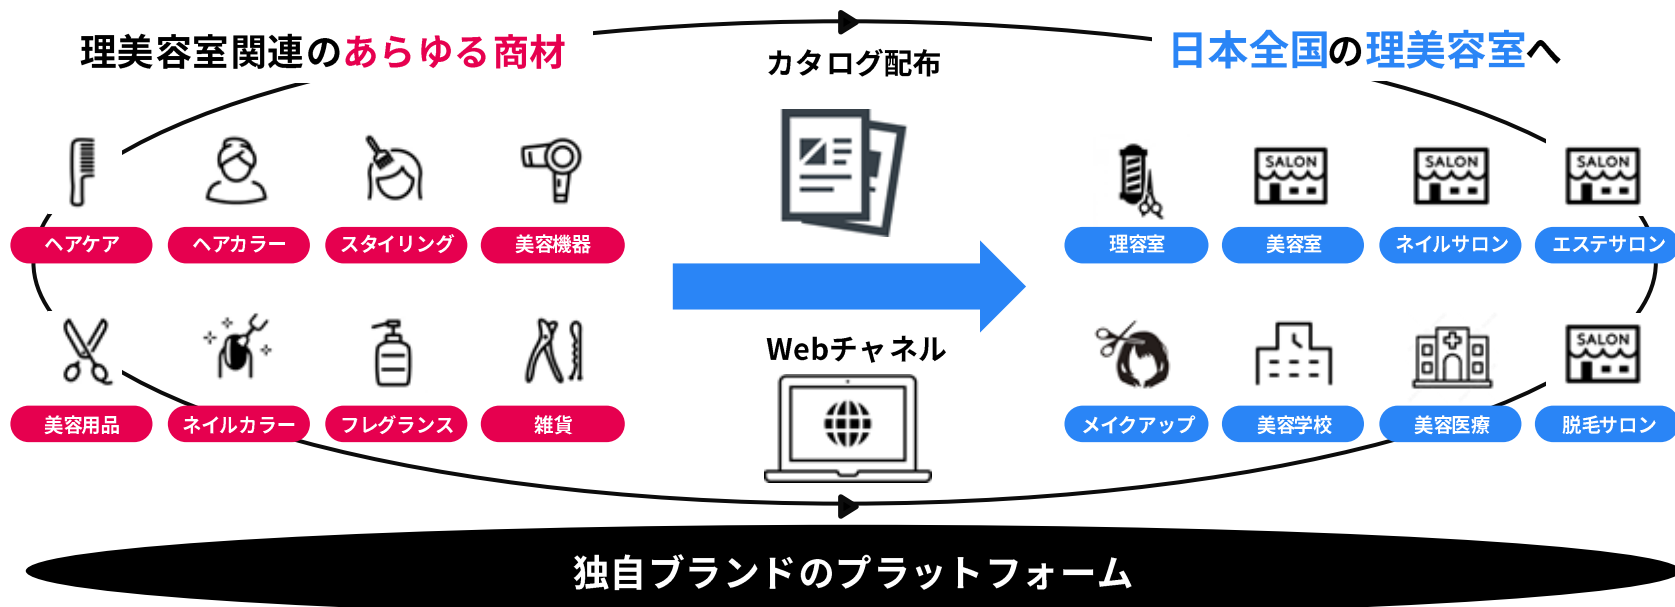 理美容室関連のあらゆる商材
カタログ配布
日本全国の理美容室へ
ヘアケア
ヘアカラー
スタイリング
美容機器
美容用品
ネイルカラー
フレグランス
雑貨
Webチャネル
SALON
SALON
SALON
理容室
美容室
ネイルサロン
エステサロン
SALON
メイクアップ
美容学校
美容医療
脱毛サロン
独自ブランドのプラットフォーム